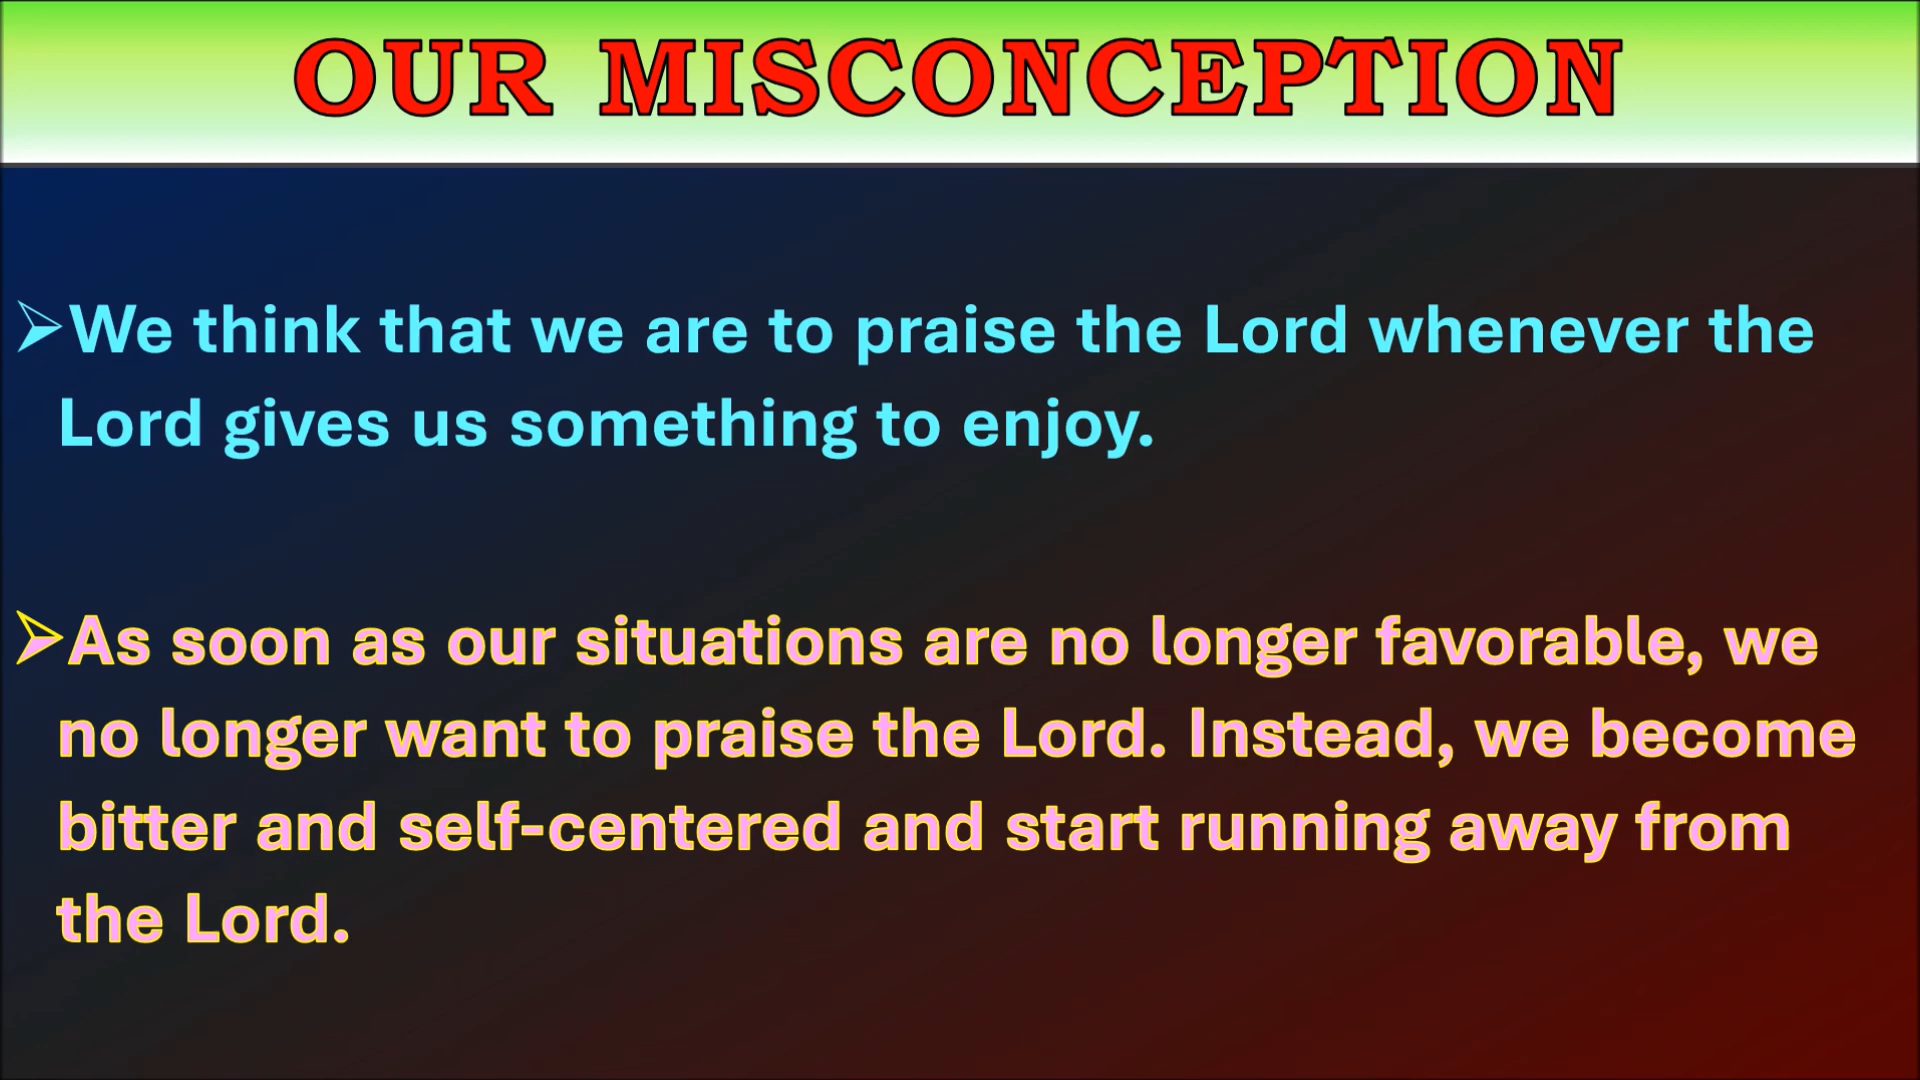 OUR MISCONCEPTION
➢We think that we are to praise the Lord whenever the
Lord gives us something to enjoy.
➢As soon as our situations are no longer favorable, we
no longer want to praise the Lord. Instead, we become
bitter and self-centered and start running away from
the Lord.